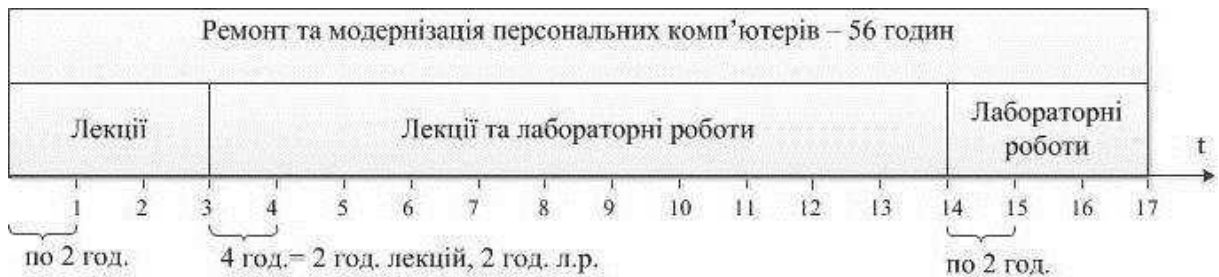 Ремонт та модернізація персональних комп’ютерів – 56 годин
Лекції
Лекції та лабораторні роботи
Лабораторні
роботи
t
1 2 3 4 5 6 7 8 9 10 11 12 13 14 15 16 17
по 2 год.
4 год.= 2 год. лекцій, 2 год. л.р.
по 2 год.